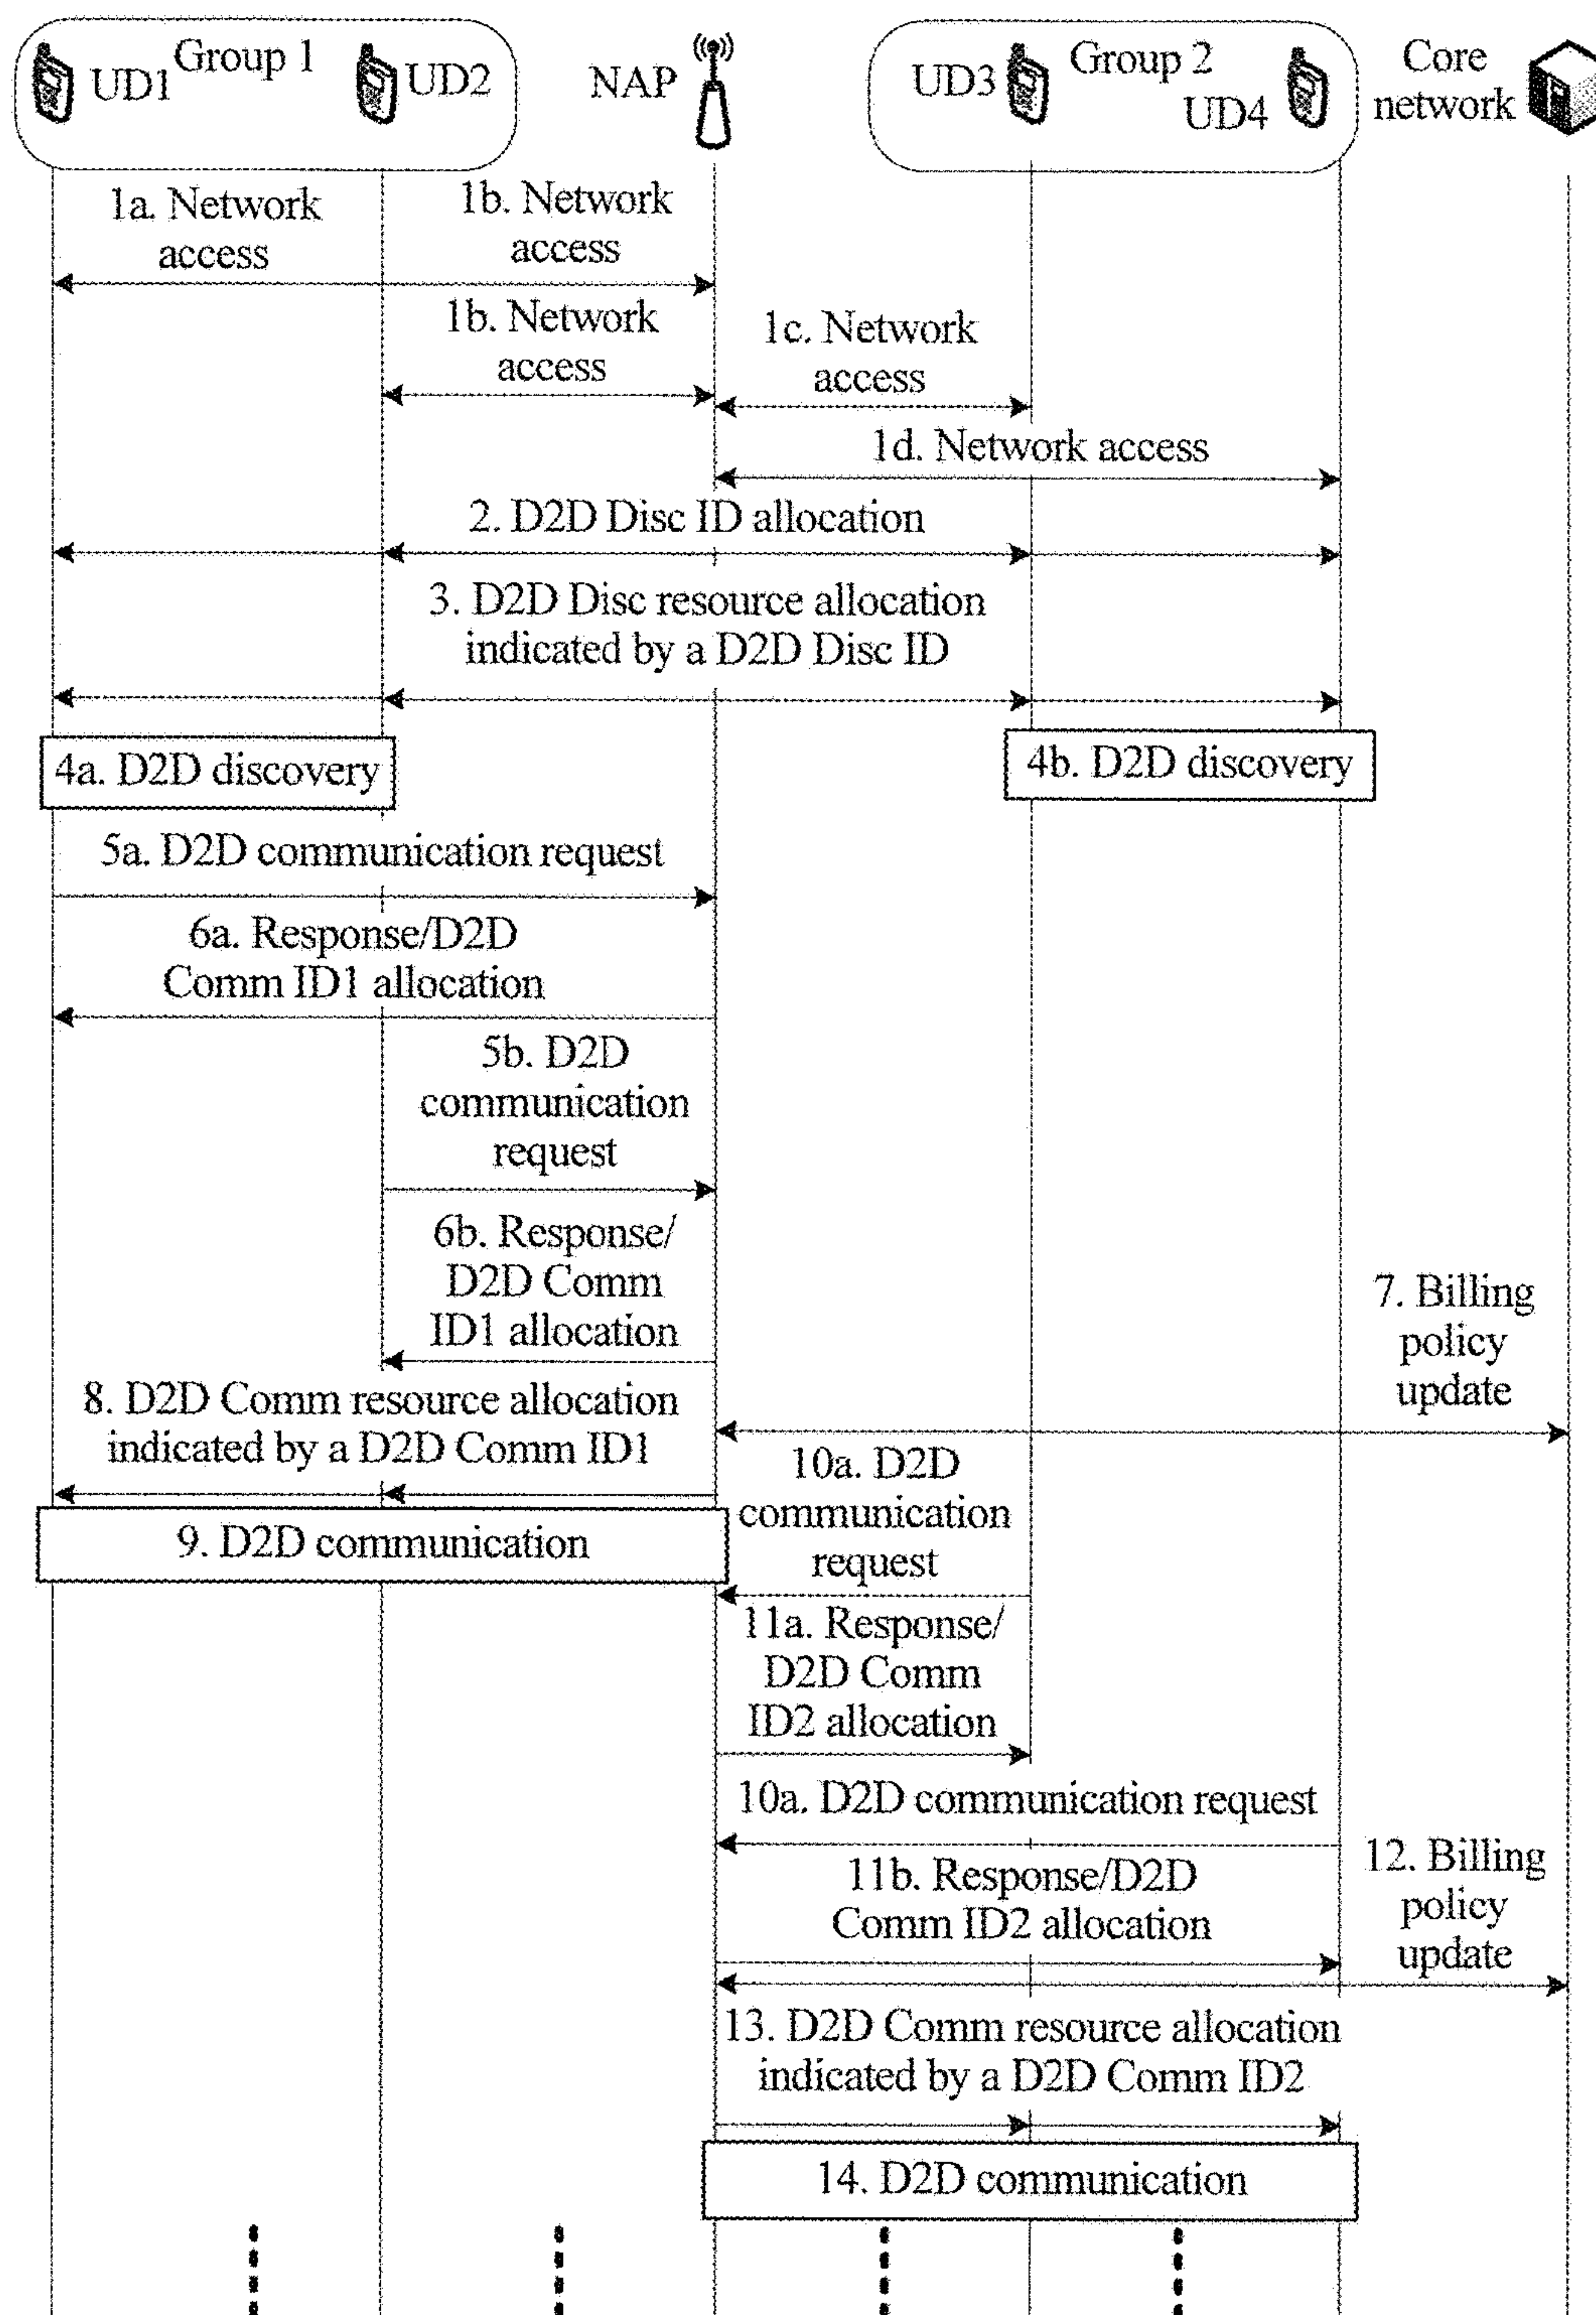 Group 1
UD1
UD2
NAP
UD3
Group 2
UD4
Core
network
1a. Network
access
1b. Network
access
1b. Network
access
1c. Network
access
1d. Network access
2. D2D Disc ID allocation
3. D2D Disc resource allocation
indicated by a D2D Disc ID
4a. D2D discovery
4b. D2D discovery
5a. D2D communication request
6a. Response/D2D
Comm ID1 allocation
5b. D2D
communication
request
6b. Response/
D2D Comm
ID1 allocation
7. Billing
policy
update
8. D2D Comm resource allocation
indicated by a D2D Comm ID1
9. D2D communication
10a. D2D
communication
request
11a. Response/
D2D Comm
ID2 allocation
10a. D2D communication request
11b. Response/D2D
Comm ID2 allocation
12. Billing
policy
update
13. D2D Comm resource allocation
indicated by a D2D Comm ID2
14. D2D communication